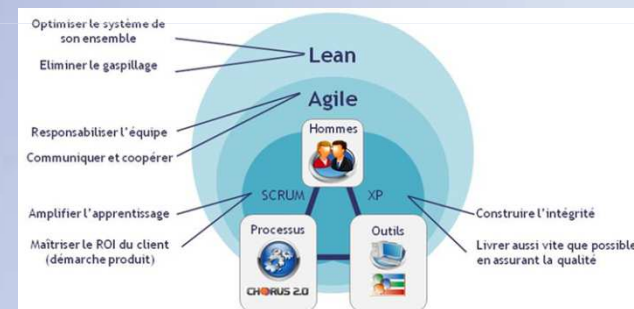 Optimiser le système de
son ensemble
Eliminer le gaspillage
Lean
Agile
Responsabiliser l'équipe
Communiquer et coopérer
Hommes
SCRUM
XP
Amplifier l'apprentissage
Maîtriser le ROI du client
(démarche produit)
Processus
CHORUS 2.0
Outils
Construire l'intégrité
Livrer aussi vite que possible
en assurant la qualité